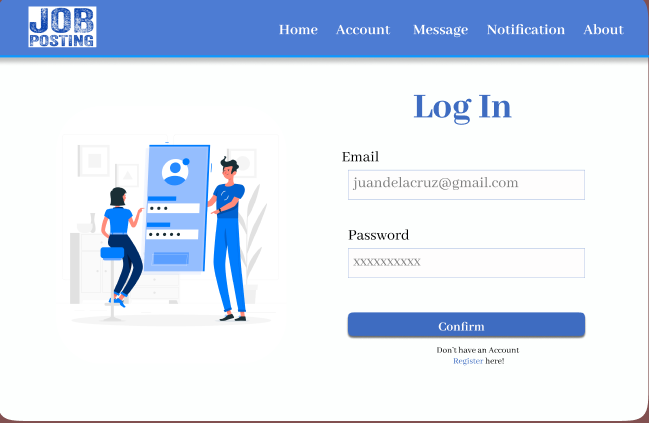 JOB
POSTING
Home Account Message Notification About
Log In
Email
juandelacruz@gmail.com
Password
xxxxxxxxxx
Confirm
Don't have an Account
Register here!